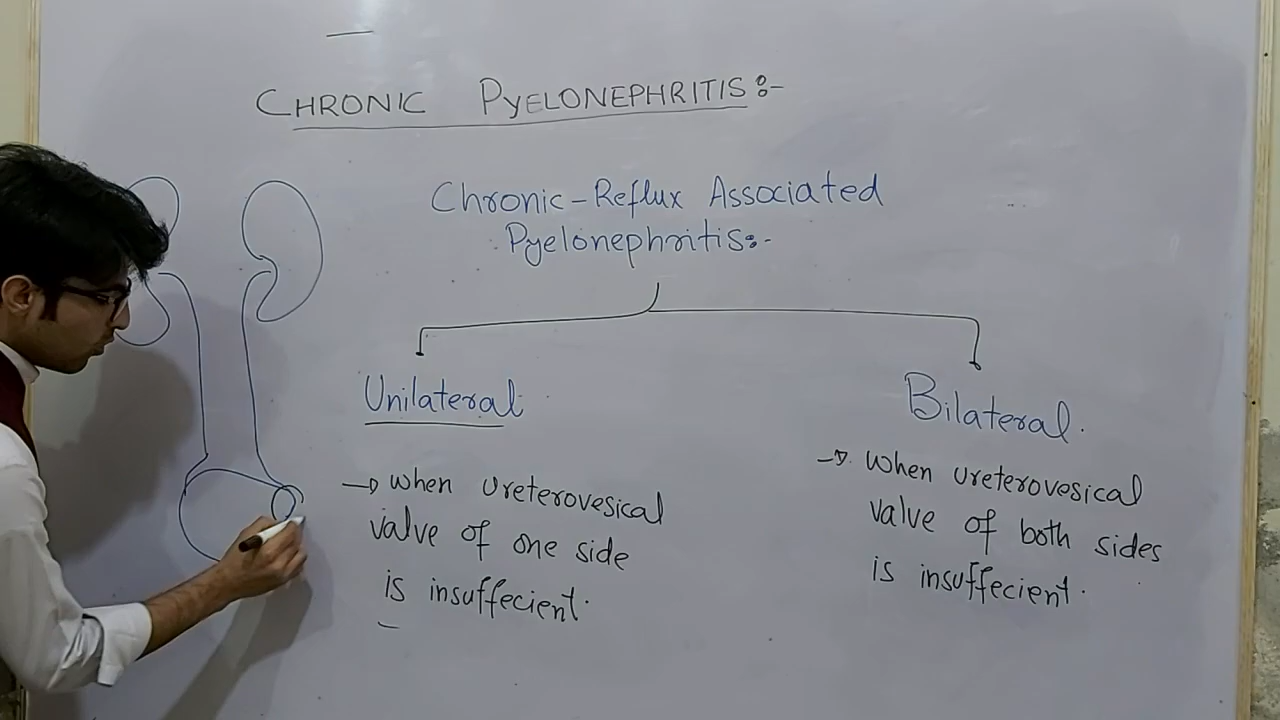 CHRONIC PYELONEPHRITIS:-
Chronic-Reflux Associated
Pyelonephritis:-
Unilateral
Bilateral.
→ when ureterovesical
valve of one side
is insuffecient.
→ when ureterovesical
valve of both sides
is insuffecient.